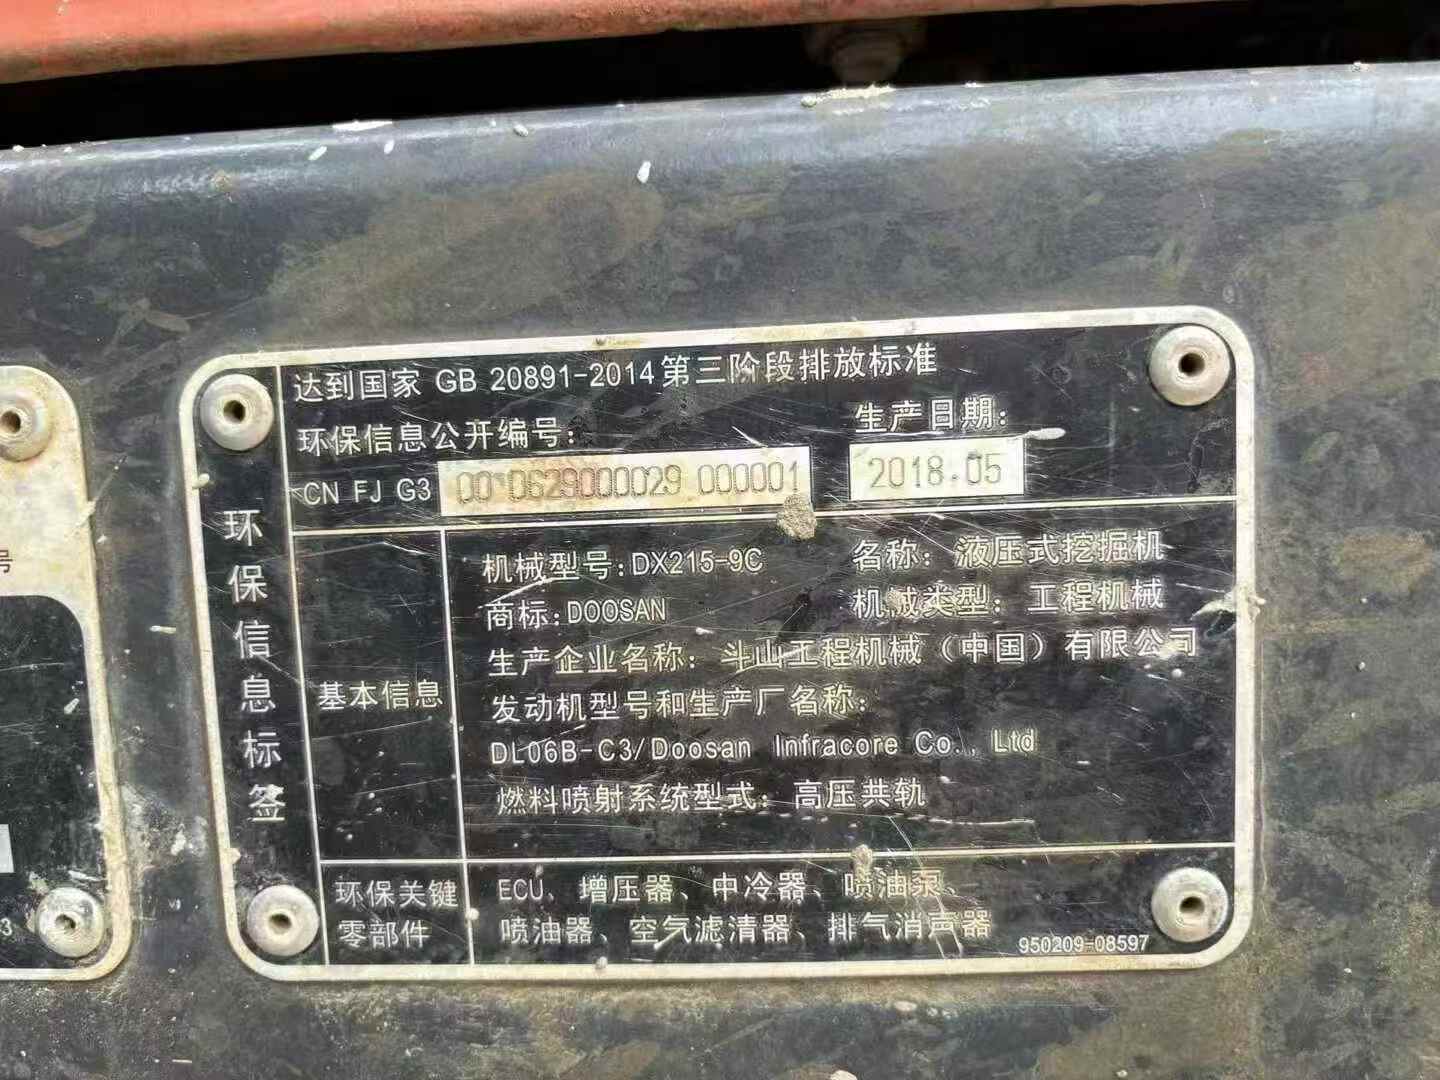 达到国家 GB 20891-2014第三阶段排放标准
环保信息公开编号:
生产日期:
CN FJ G3 00 0629000029 000001
2018.05
环保信息标签
基本信息
机械型号:DX215-9C 名称: 液压式挖掘机
商标:DOOSAN 机械类型: 工程机械
生产企业名称: 斗山工程机械(中国)有限公司
发动机型号和生产厂名称:
DL06B-C3/Doosan Infracore Co., Ltd
燃料喷射系统型式: 高压共轨
环保关键
零部件
ECU、增压器、中冷器、喷油泵、
喷油器、空气滤清器、排气消声器
950209-08597
号